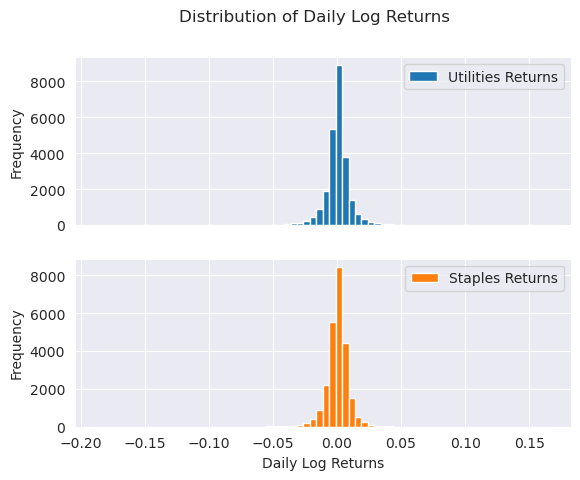 Distribution of Daily Log Returns
Utilities Returns
Frequency
8000
6000
4000
2000
0
Staples Returns
Frequency
8000
6000
4000
2000
0
−0.20 −0.15 −0.10 −0.05 0.00 0.05 0.10 0.15
Daily Log Returns